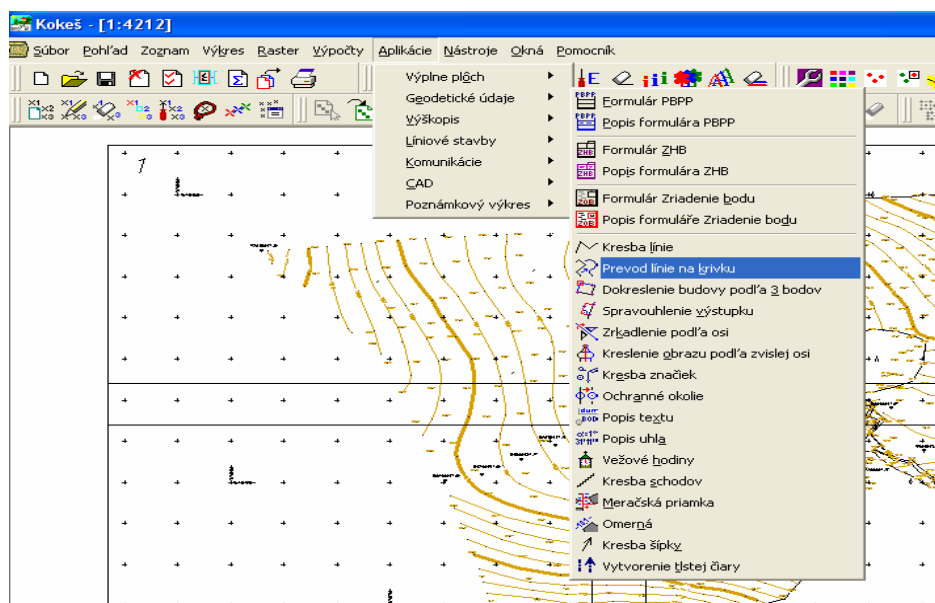 Kokeš - [1:4212]
Súbor Pohľad Zoznam Výkres Raster Výpočty Aplikácie Nástroje Okná Pomocník
Výplne plôch
Geodetické údaje
Výškopis
Líniové stavby
Komunikácie
CAD
Poznámkový výkres
Formulár PBPP
Popis formulára PBPP
Formulár ZHB
Popis formulára ZHB
Formulár Zriadenie bodu
Popis formuláře Zriadenie bodu
Kresba línie
Prevod línie na krivku
Dokreslenie budovy podľa 3 bodov
Spravouhlenie výstupku
Zrkadlenie podľa osi
Kreslenie obrazu podľa zvislej osi
Kresba značiek
Ochranné okolie
Popis textu
Popis uhla
Vežové hodiny
Kresba schodov
Meračská priamka
Omerná
Kresba šípky
Vytvorenie tlstej čiary
1